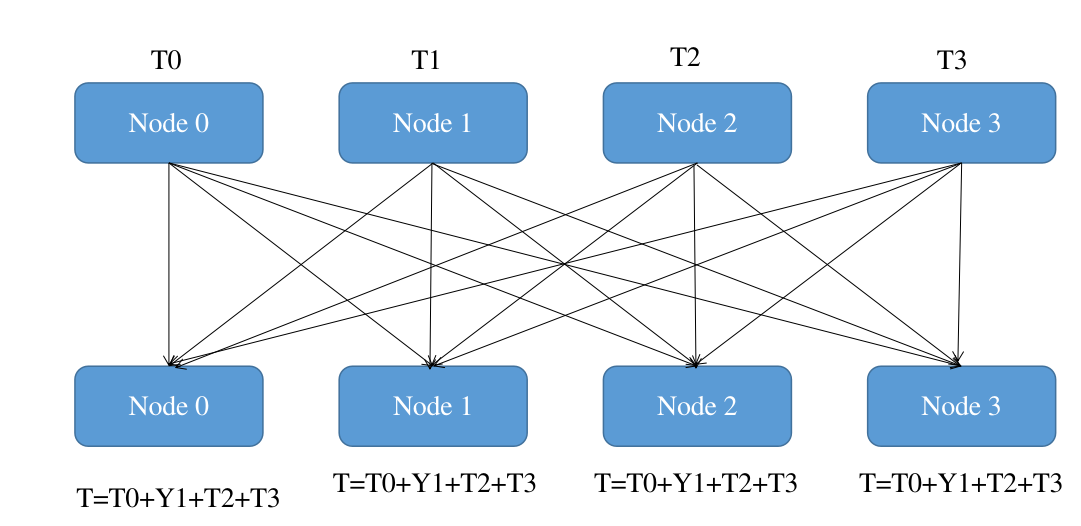 T0 T1 T2 T3
Node 0 Node 1 Node 2 Node 3
Node 0 Node 1 Node 2 Node 3
T=T0+Y1+T2+T3 T=T0+Y1+T2+T3 T=T0+Y1+T2+T3 T=T0+Y1+T2+T3